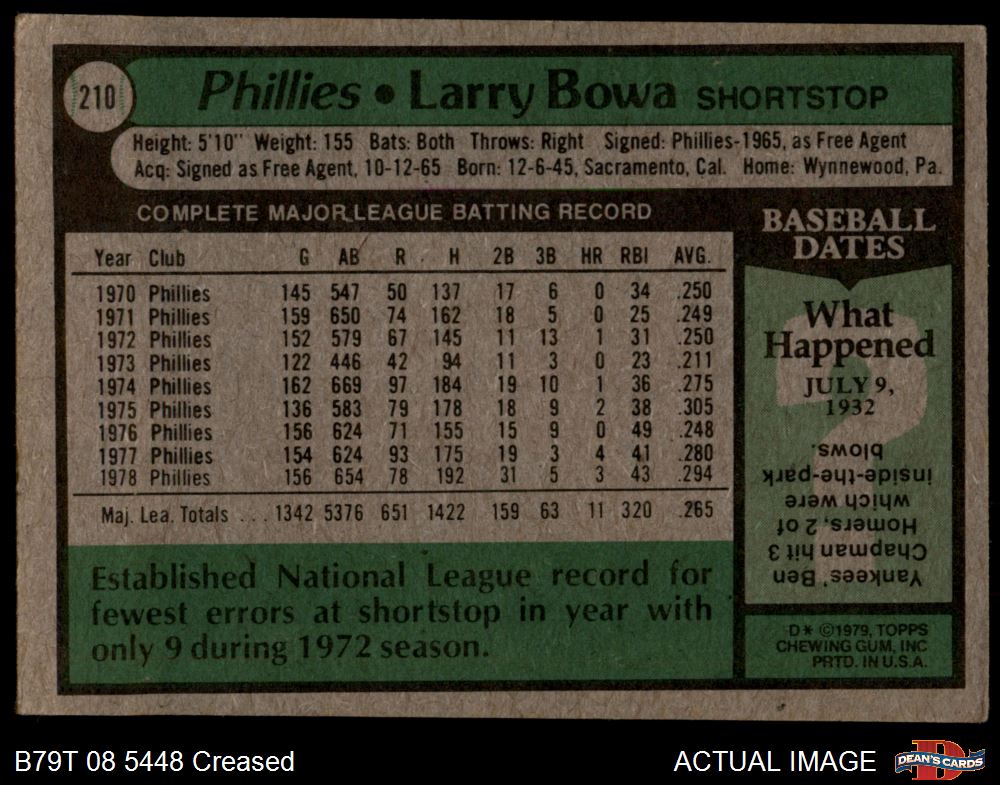 210
Phillies • Larry Bowa SHORTSTOP
Height: 5'10" Weight: 155 Bats: Both Throws: Right Signed: Phillies-1965, as Free Agent
Acq: Signed as Free Agent, 10-12-65 Born: 12-6-45, Sacramento, Cal. Home: Wynnewood, Pa.
COMPLETE MAJOR LEAGUE BATTING RECORD
Year Club G AB R H 2B 3B HR RBI AVG.
1970 Phillies 145 547 50 137 17 6 0 34 .250
1971 Phillies 159 650 74 162 18 5 0 25 .249
1972 Phillies 152 579 67 145 11 13 1 31 .250
1973 Phillies 122 446 42 94 11 3 0 23 .211
1974 Phillies 162 669 97 184 19 10 1 36 .275
1975 Phillies 136 583 79 178 18 9 2 38 .305
1976 Phillies 156 624 71 155 15 9 0 49 .248
1977 Phillies 154 624 93 175 19 3 4 41 .280
1978 Phillies 156 654 78 192 31 5 3 43 .294
Maj. Lea. Totals ... 1342 5376 651 1422 159 63 11 320 .265
Established National League record for
fewest errors at shortstop in year with
only 9 during 1972 season.
BASEBALL
DATES
What
Happened
JULY 9,
1932
Yankees' Ben
Chapman hit 3
Homers, 2 of
which were
inside-the-park
blows.
D* ©1979, TOPPS
CHEWING GUM, INC
PRTD. IN U.S.A.
B79T 08 5448 Creased
ACTUAL IMAGE
D
DEAN'S CARDS